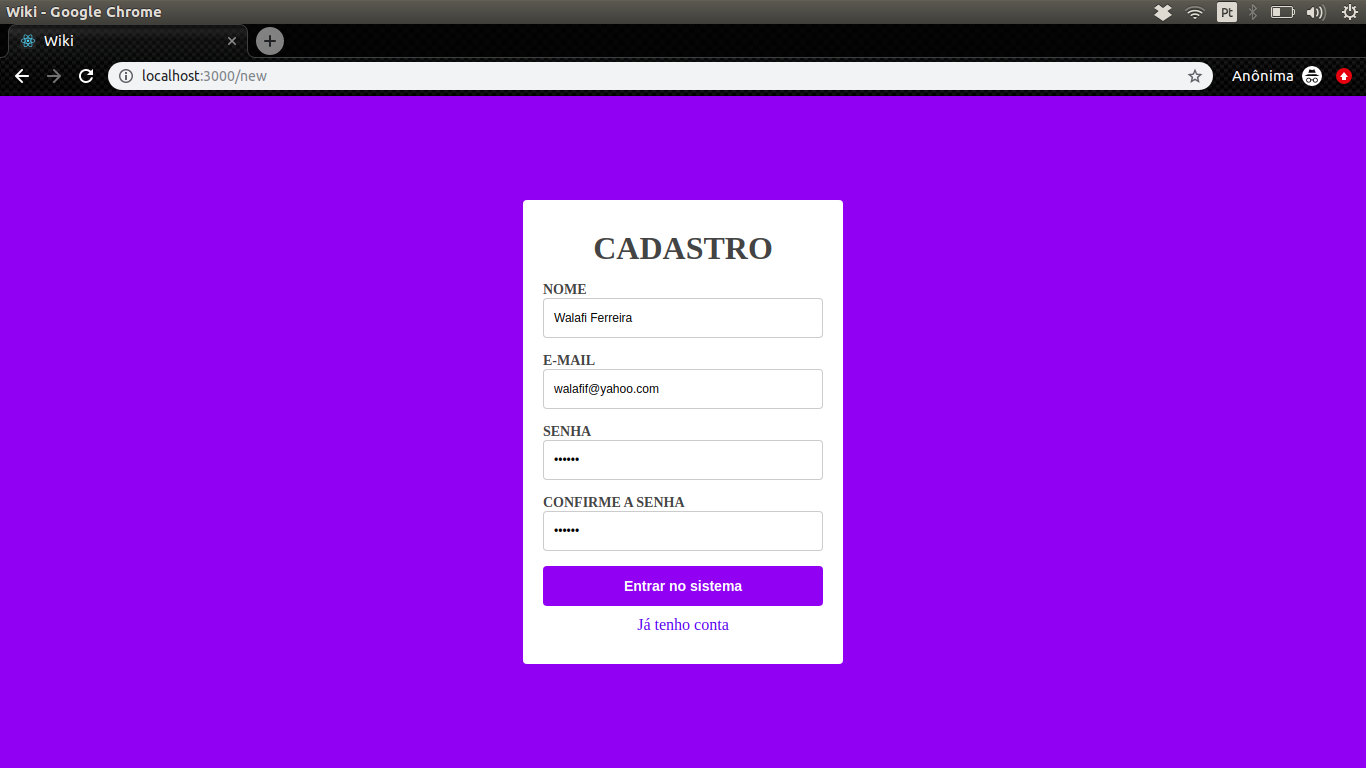 Wiki - Google Chrome
Pt
Wiki
localhost:3000/new
Anônima
CADASTRO
NOME
Walafi Ferreira
E-MAIL
walafif@yahoo.com
SENHA
••••••
CONFIRME A SENHA
••••••
Entrar no sistema
Já tenho conta